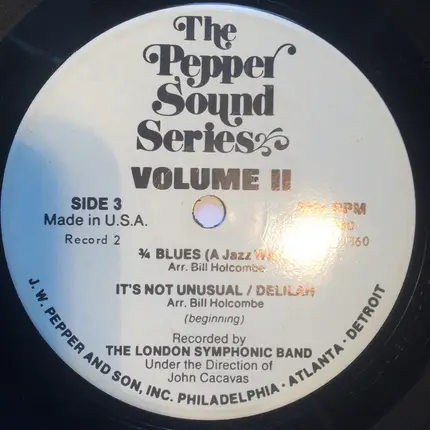 The
Pepper
Sound
Series
VOLUME II
SIDE 3
Made in U.S.A.
Record 2
RPM
¾ BLUES (A Jazz
Arr. Bill Holcombe
IT'S NOT UNUSUAL / DELILAH
Arr. Bill Holcombe
(beginning)
Recorded by
THE LONDON SYMPHONIC BAND
Under the Direction of
John Cacavas
J. W. PEPPER AND SON, INC. PHILADELPHIA · ATLANTA · DETROIT